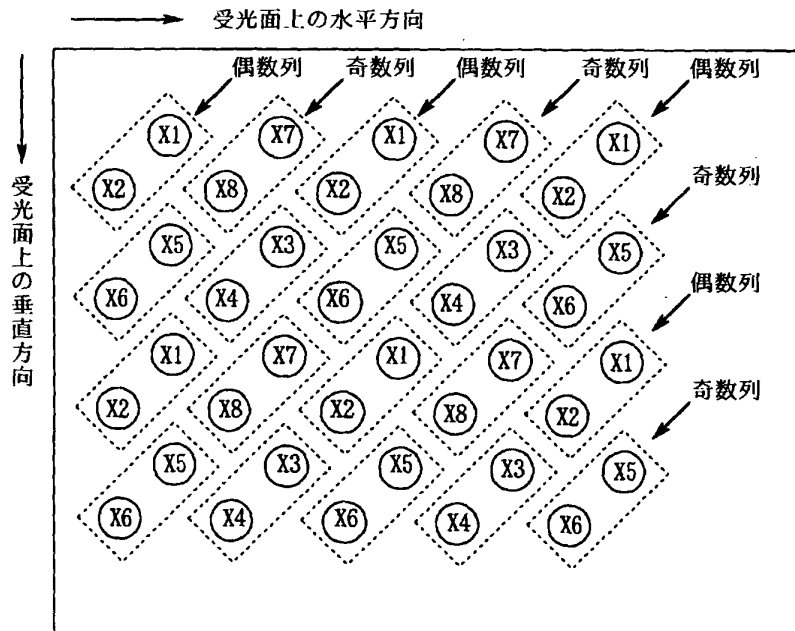 受光面上の水平方向
偶数列 奇数列 偶数列 奇数列 偶数列
X1 X7 X1 X7 X1
X2 X8 X2 X8 X2
奇数列
X5 X3 X5 X3 X5
X6 X4 X6 X4 X6
偶数列
X1 X7 X1 X7 X1
X2 X8 X2 X8 X2
奇数列
X5 X3 X5 X3 X5
X6 X4 X6 X4 X6
受光面上の垂直方向